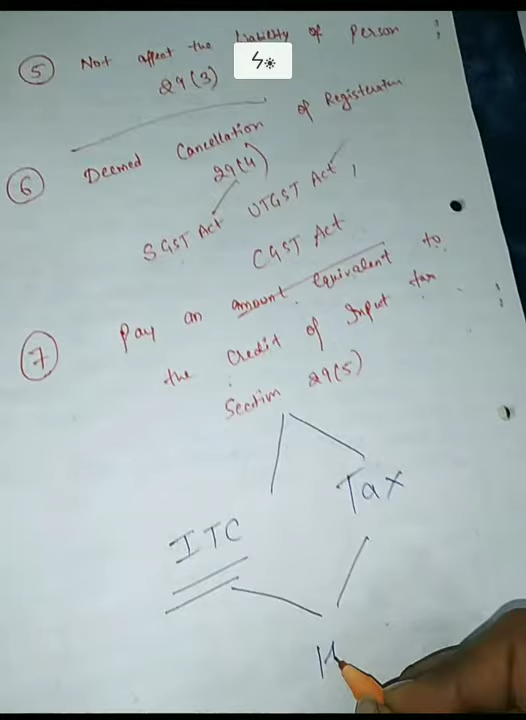 5 Not affect the Liability of Person
29(3)
6 Deemed Cancellation of Registration
29(4)
SGST Act UTGST Act,
CGST Act
7 Pay an amount equivalent to
the Credit of Input tax
Section 29(5)
Tax
ITC